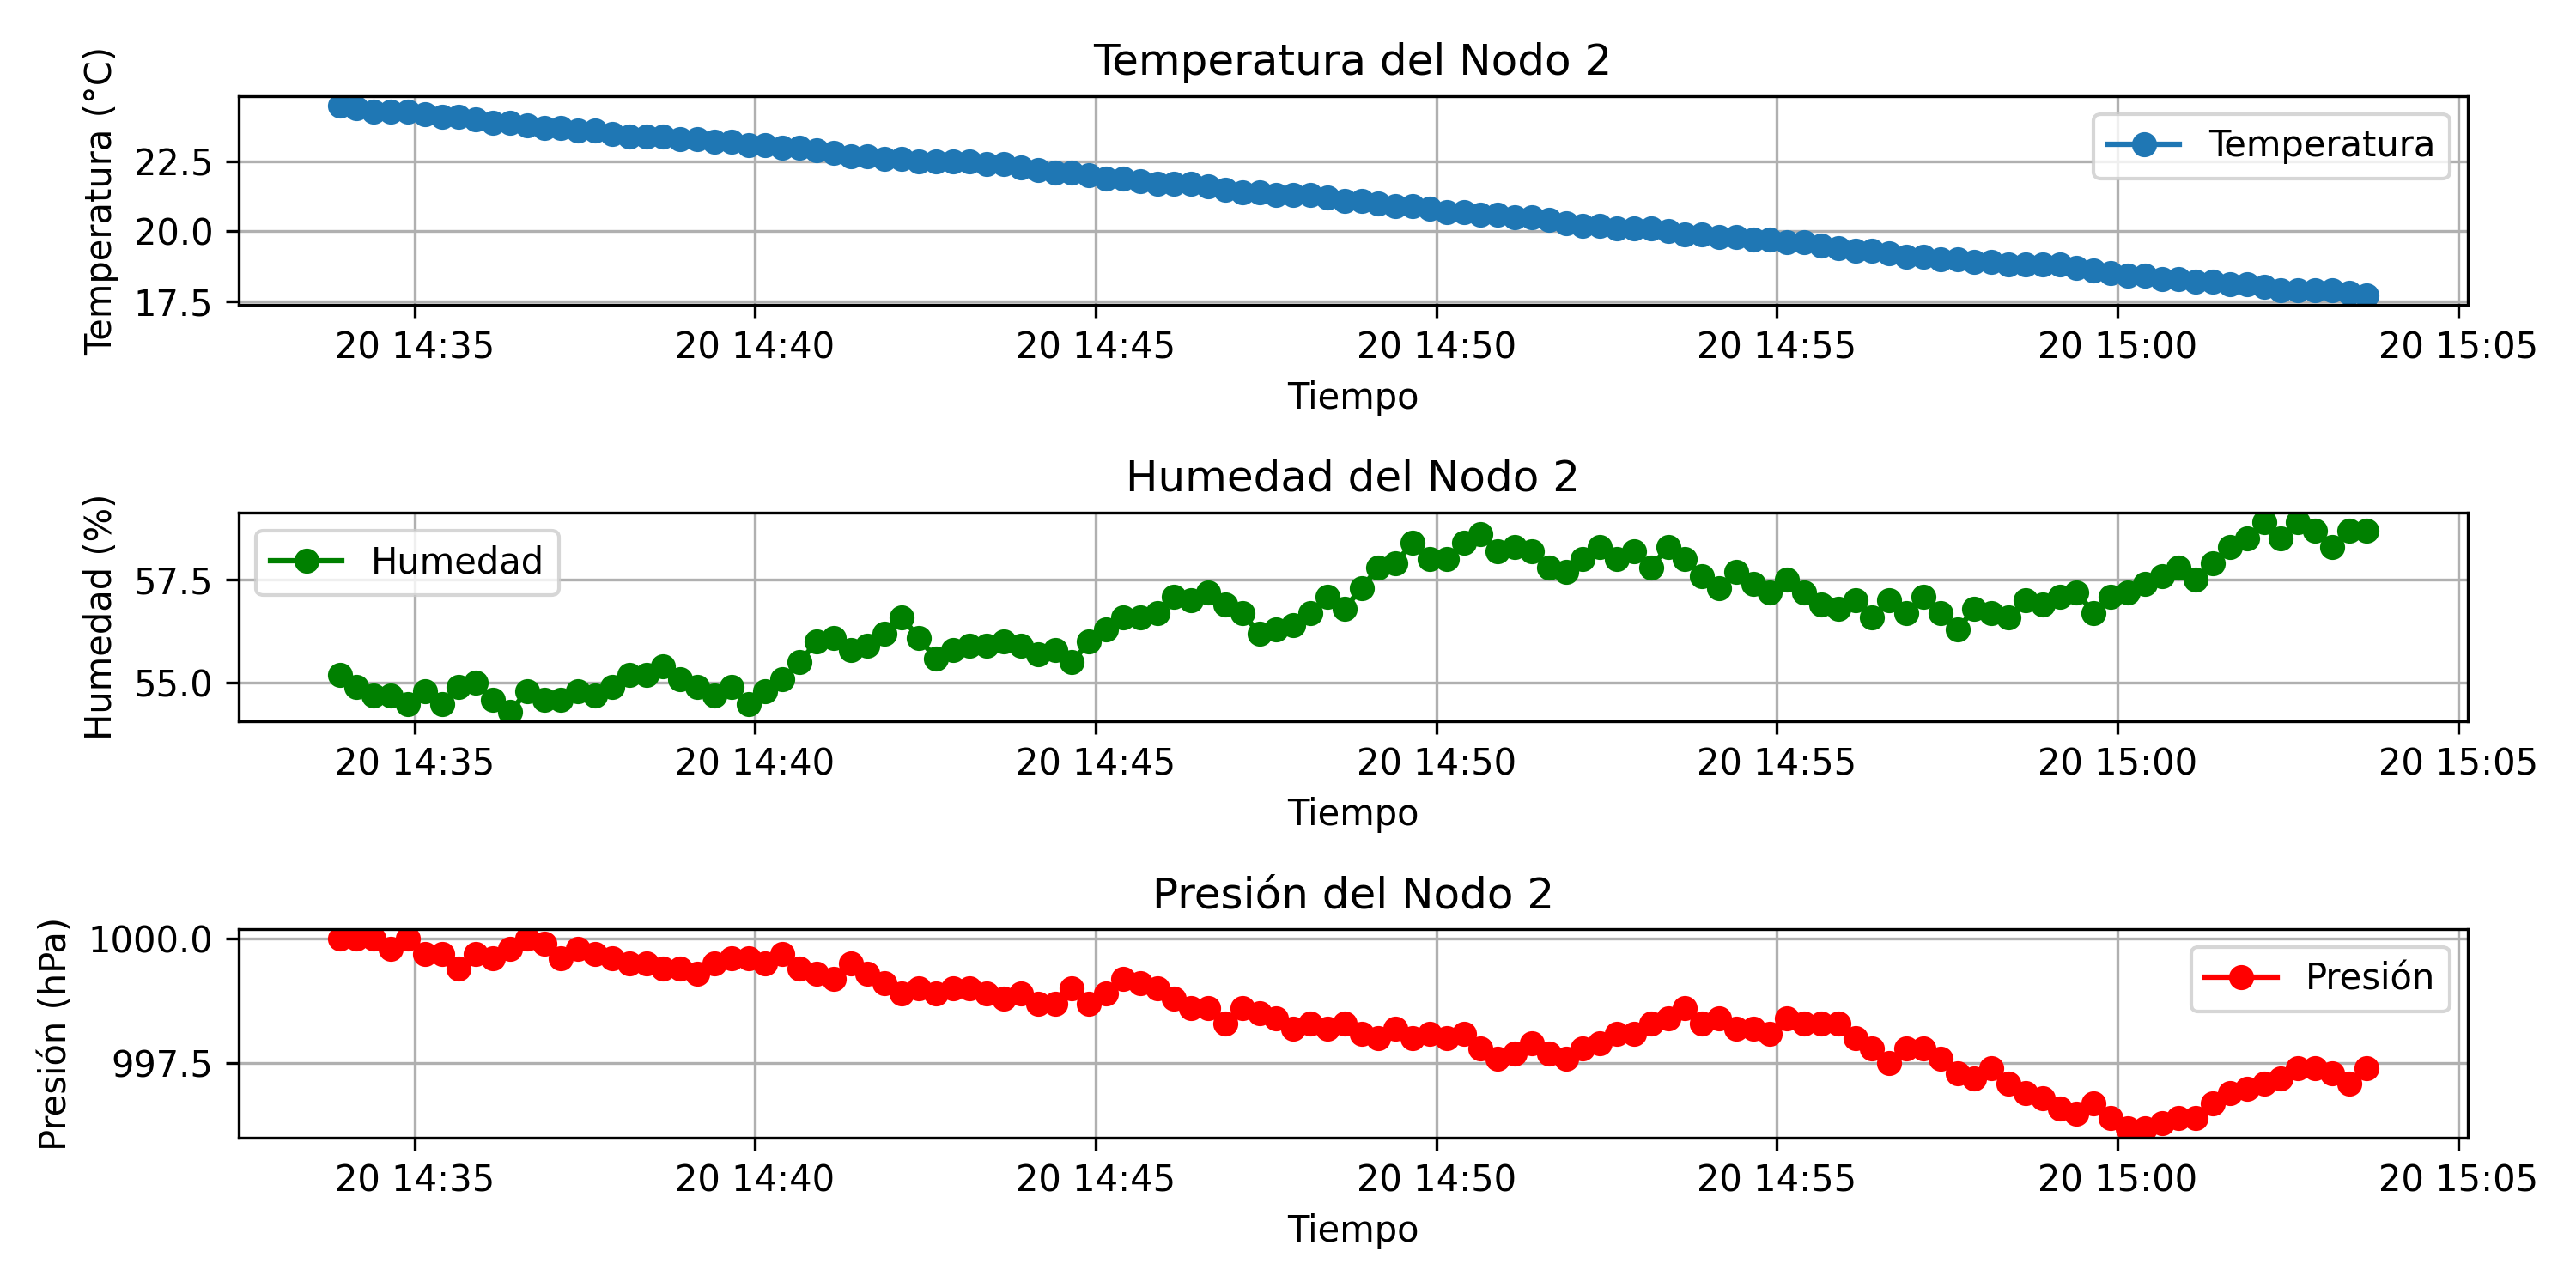 Temperatura del Nodo 2
Temperatura (°C)
22.5
20.0
17.5
Temperatura
20 14:35 20 14:40 20 14:45 20 14:50 20 14:55 20 15:00 20 15:05
Tiempo
Humedad del Nodo 2
Humedad (%)
57.5
55.0
Humedad
20 14:35 20 14:40 20 14:45 20 14:50 20 14:55 20 15:00 20 15:05
Tiempo
Presión del Nodo 2
Presión (hPa)
1000.0
997.5
Presión
20 14:35 20 14:40 20 14:45 20 14:50 20 14:55 20 15:00 20 15:05
Tiempo